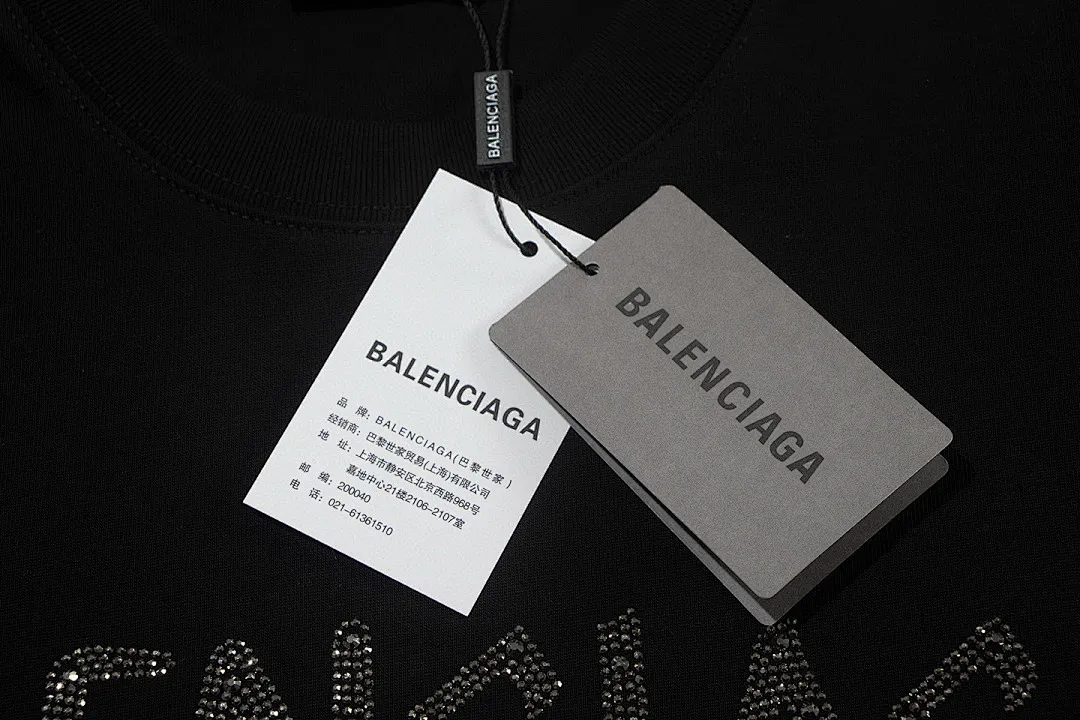 BALENCIAGA
BALENCIAGA
品 牌：BALENCIAGA(巴黎世家)
经销商：巴黎世家贸易(上海)有限公司
地 址：上海市静安区北京西路968号
嘉地中心21楼2106-2107室
邮 编：200040
电 话：021-61361510
BALENCIAGA
ENCIAG